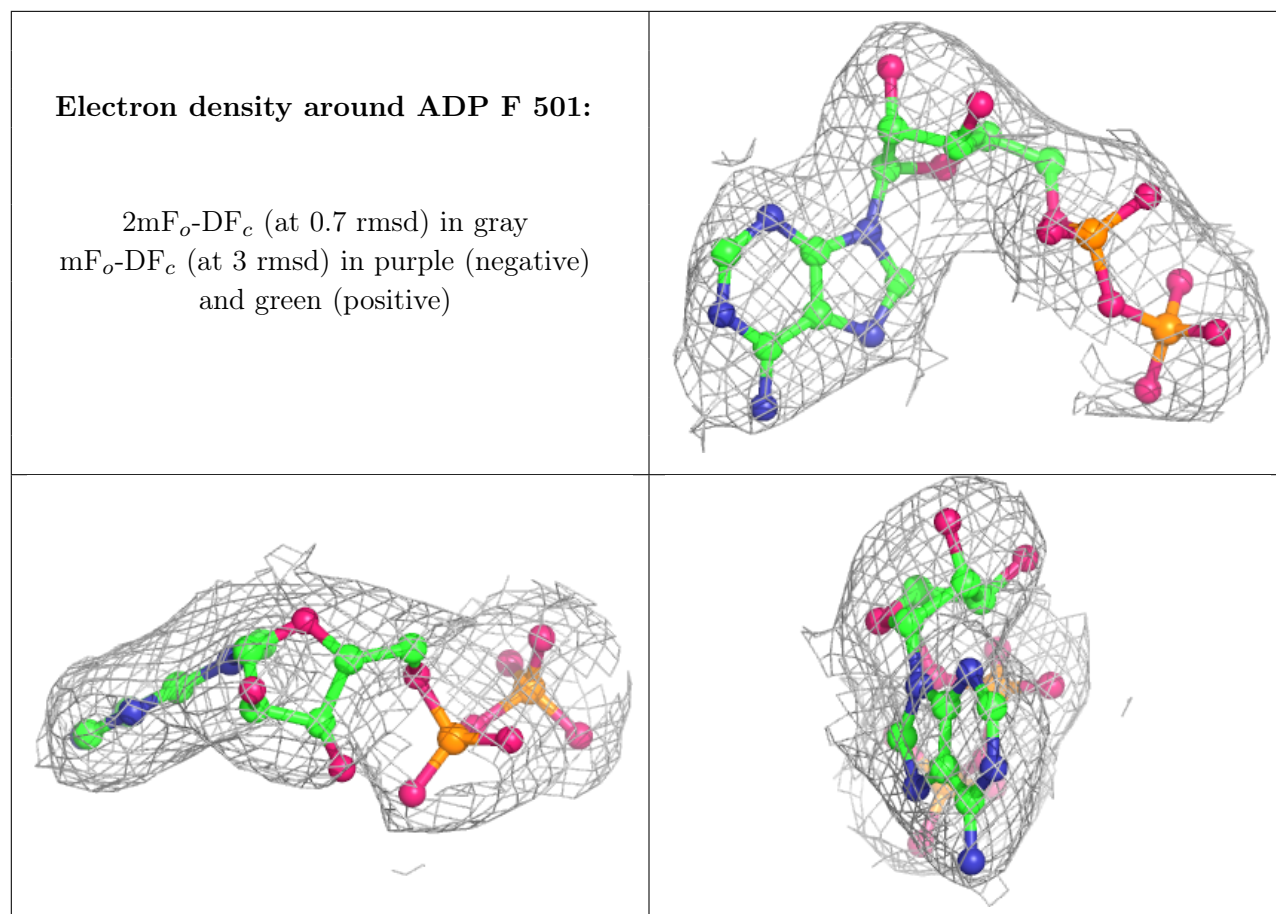 Electron density around ADP F 501:
2mFo-DFc (at 0.7 rmsd) in gray
mFo-DFc (at 3 rmsd) in purple (negative)
and green (positive)